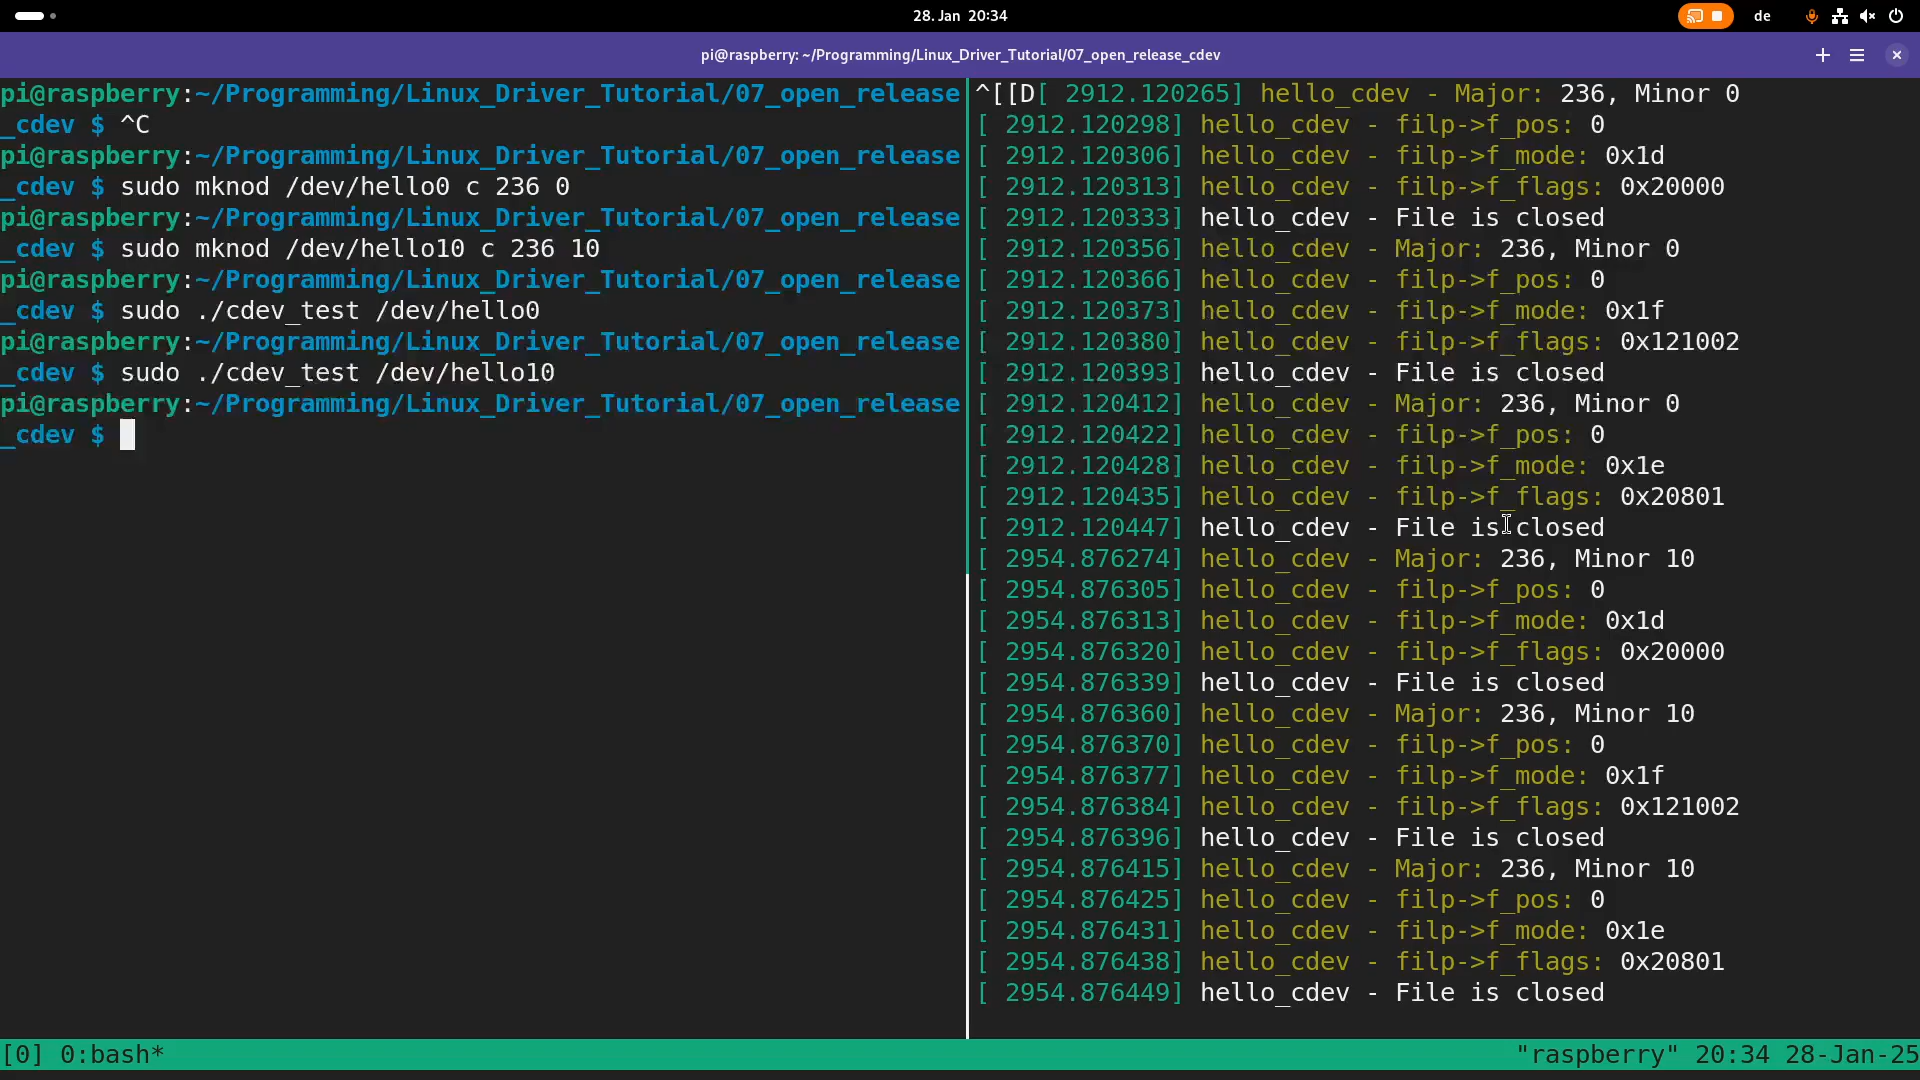 28. Jan 20:34
de
pi@raspberry: ~/Programming/Linux_Driver_Tutorial/07_open_release_cdev
pi@raspberry:~/Programming/Linux_Driver_Tutorial/07_open_release
_cdev $ ^C
pi@raspberry:~/Programming/Linux_Driver_Tutorial/07_open_release
_cdev $ sudo mknod /dev/hello0 c 236 0
pi@raspberry:~/Programming/Linux_Driver_Tutorial/07_open_release
_cdev $ sudo mknod /dev/hello10 c 236 10
pi@raspberry:~/Programming/Linux_Driver_Tutorial/07_open_release
_cdev $ sudo ./cdev_test /dev/hello0
pi@raspberry:~/Programming/Linux_Driver_Tutorial/07_open_release
_cdev $ sudo ./cdev_test /dev/hello10
pi@raspberry:~/Programming/Linux_Driver_Tutorial/07_open_release
_cdev $
^[[D[ 2912.120265] hello_cdev - Major: 236, Minor 0
[ 2912.120298] hello_cdev - filp->f_pos: 0
[ 2912.120306] hello_cdev - filp->f_mode: 0x1d
[ 2912.120313] hello_cdev - filp->f_flags: 0x20000
[ 2912.120333] hello_cdev - File is closed
[ 2912.120356] hello_cdev - Major: 236, Minor 0
[ 2912.120366] hello_cdev - filp->f_pos: 0
[ 2912.120373] hello_cdev - filp->f_mode: 0x1f
[ 2912.120380] hello_cdev - filp->f_flags: 0x121002
[ 2912.120393] hello_cdev - File is closed
[ 2912.120412] hello_cdev - Major: 236, Minor 0
[ 2912.120422] hello_cdev - filp->f_pos: 0
[ 2912.120428] hello_cdev - filp->f_mode: 0x1e
[ 2912.120435] hello_cdev - filp->f_flags: 0x20801
[ 2912.120447] hello_cdev - File is closed
[ 2954.876274] hello_cdev - Major: 236, Minor 10
[ 2954.876305] hello_cdev - filp->f_pos: 0
[ 2954.876313] hello_cdev - filp->f_mode: 0x1d
[ 2954.876320] hello_cdev - filp->f_flags: 0x20000
[ 2954.876339] hello_cdev - File is closed
[ 2954.876360] hello_cdev - Major: 236, Minor 10
[ 2954.876370] hello_cdev - filp->f_pos: 0
[ 2954.876377] hello_cdev - filp->f_mode: 0x1f
[ 2954.876384] hello_cdev - filp->f_flags: 0x121002
[ 2954.876396] hello_cdev - File is closed
[ 2954.876415] hello_cdev - Major: 236, Minor 10
[ 2954.876425] hello_cdev - filp->f_pos: 0
[ 2954.876431] hello_cdev - filp->f_mode: 0x1e
[ 2954.876438] hello_cdev - filp->f_flags: 0x20801
[ 2954.876449] hello_cdev - File is closed
[0] 0:bash*
"raspberry" 20:34 28-Jan-25